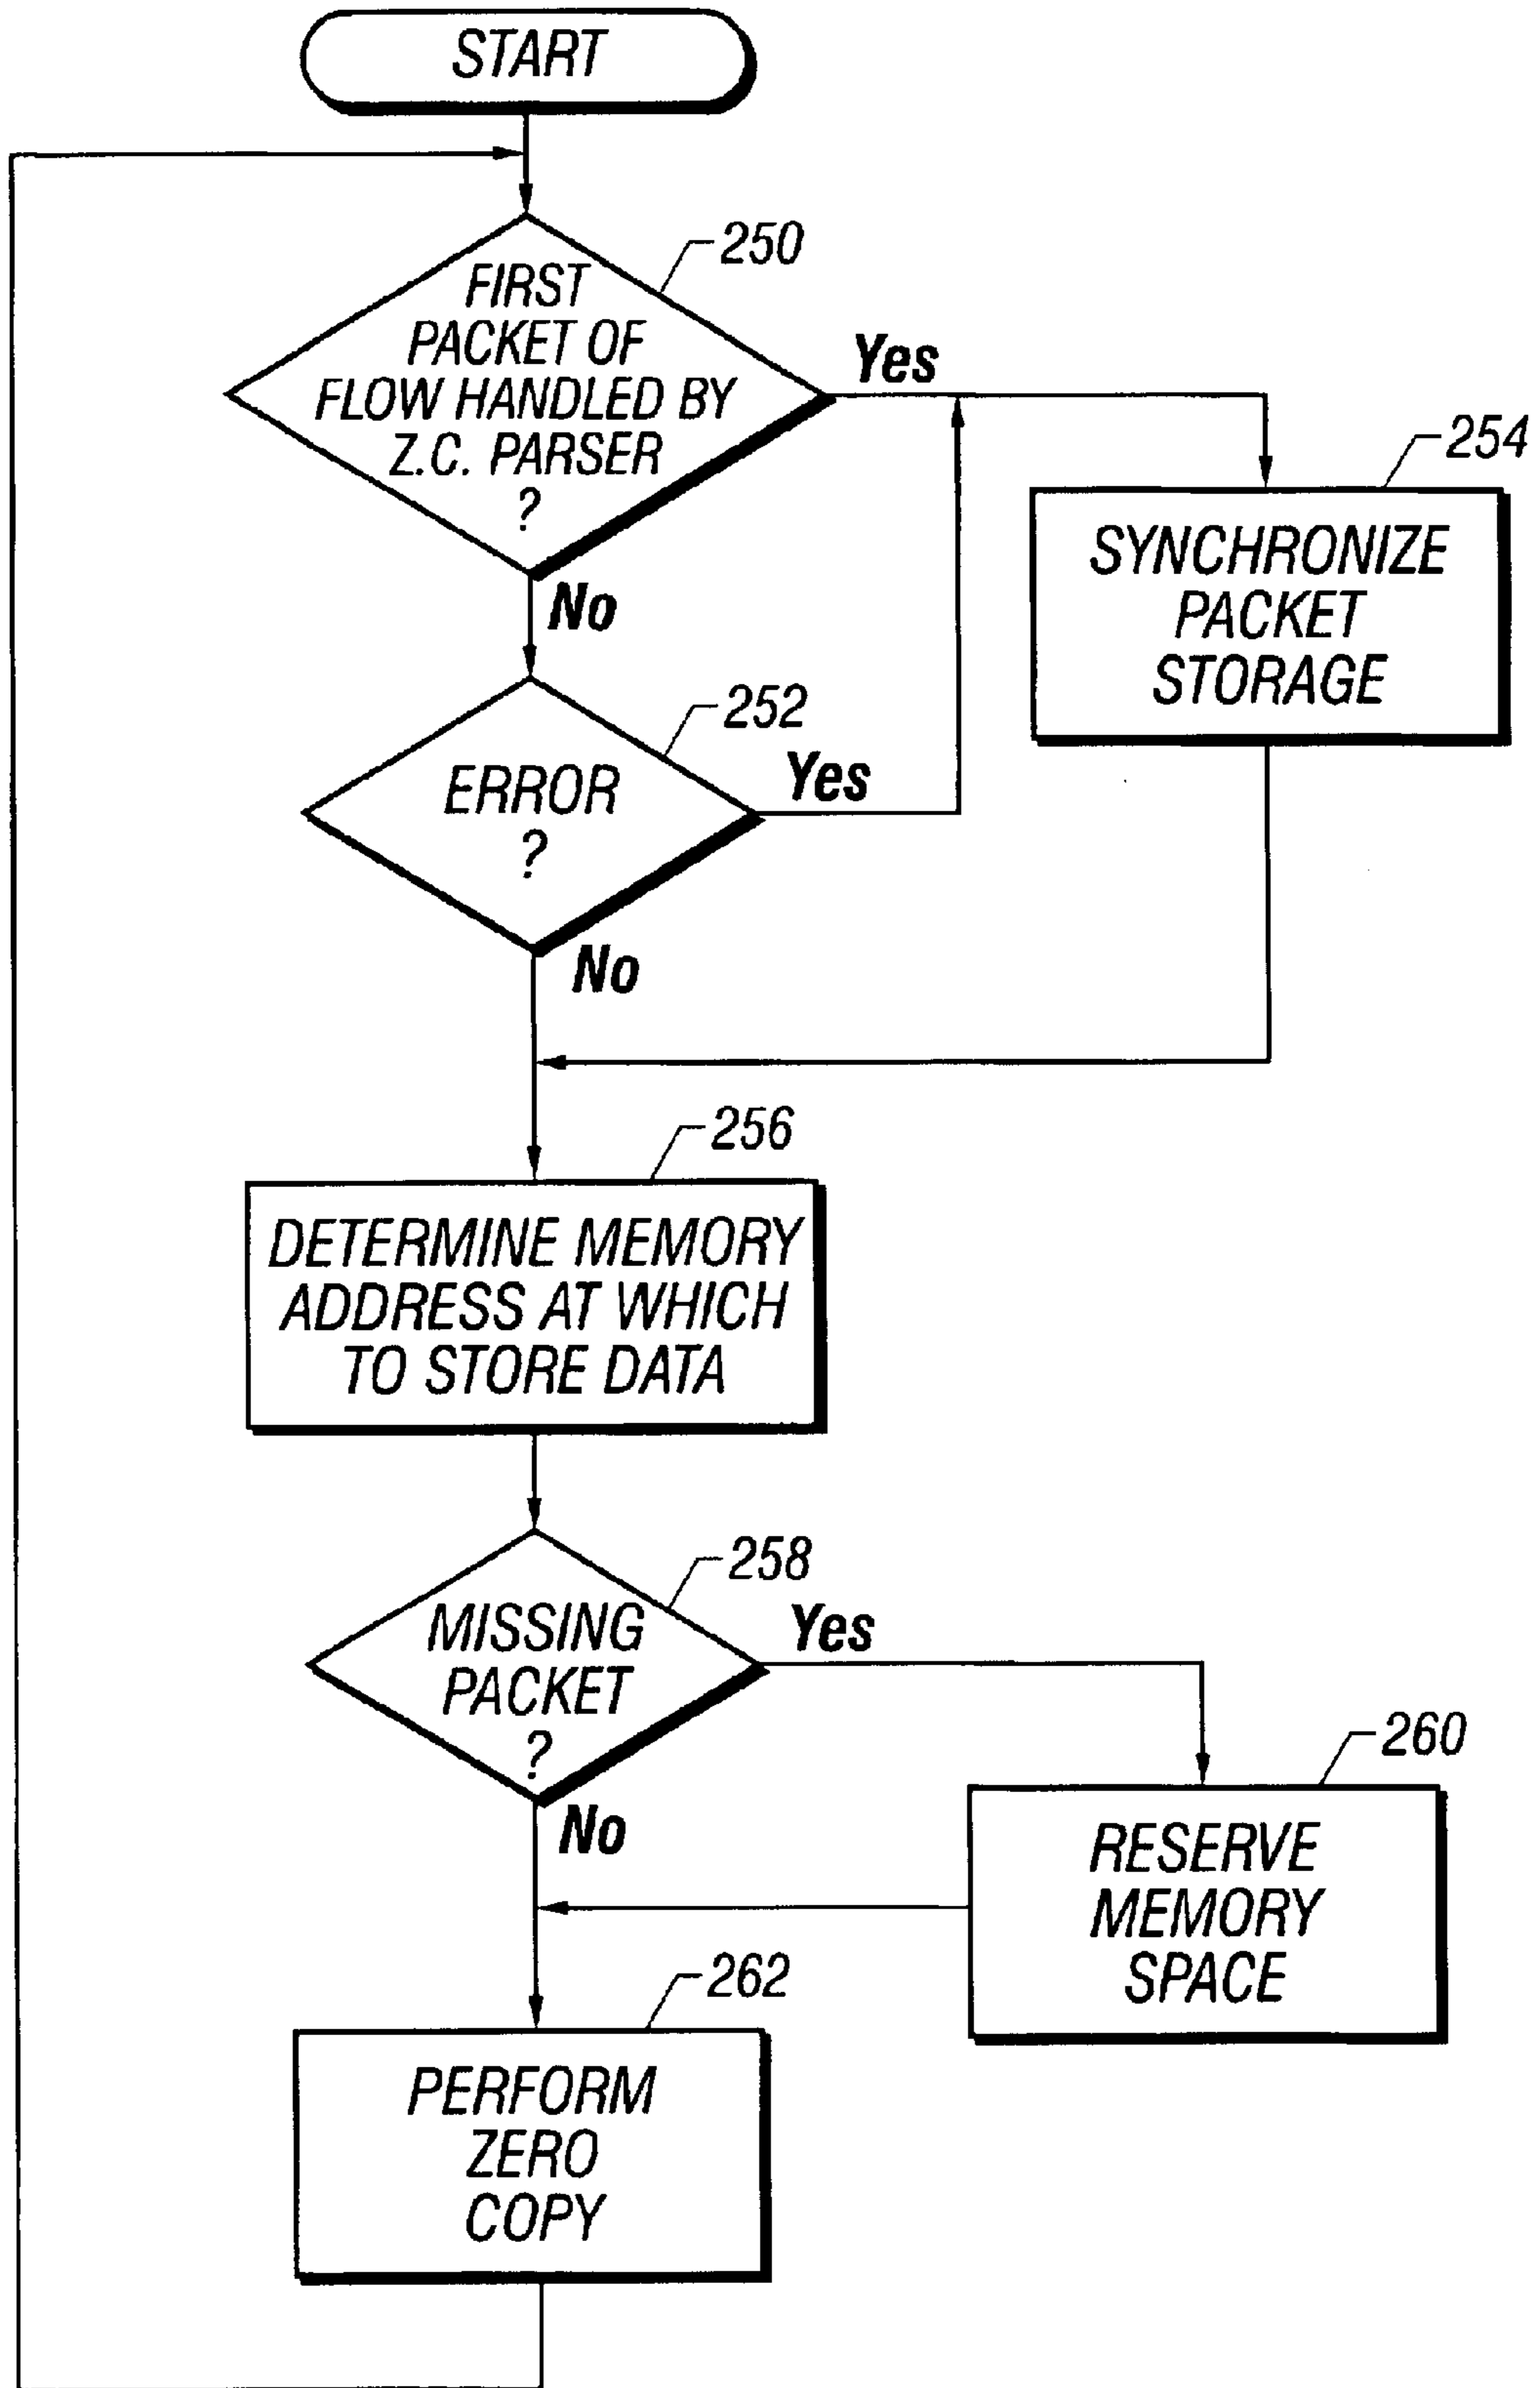 START
250
FIRST
PACKET OF
FLOW HANDLED BY
Z.C. PARSER
?
Yes
No
254
SYNCHRONIZE
PACKET
STORAGE
252
ERROR
?
Yes
No
256
DETERMINE MEMORY
ADDRESS AT WHICH
TO STORE DATA
258
MISSING
PACKET
?
Yes
No
260
RESERVE
MEMORY
SPACE
262
PERFORM
ZERO
COPY